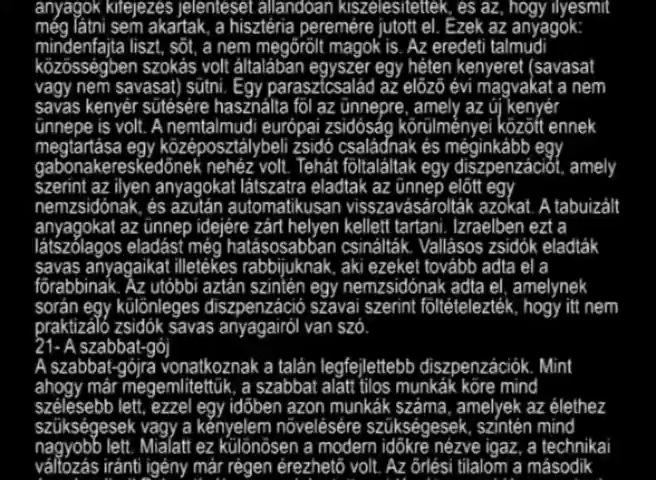 anyagok kifejezés jelentését állandóan kiszélesítették, és az, hogy ilyesmit
még látni sem akartak, a hisztéria peremére jutott el. Ezek az anyagok:
mindenfajta liszt, sőt, a nem megőrőlt magok is. Az eredeti talmudi
közösségben szokás volt általában egyszer egy héten kenyeret (savasat
vagy nem savasat) sütni. Egy parasztcsalád az előző évi magvakat a nem
savas kenyér sütésére használta föl az ünnepre, amely az új kenyér
ünnepe is volt. A nemtalmudi európai zsidóság körülményei között ennek
megtartása egy középosztálybeli zsidó családnak és méginkább egy
gabonakereskedőnek nehéz volt. Tehát föltaláltak egy diszpenzációt, amely
szerint az ilyen anyagokat látszatra eladtak az ünnep előtt egy
nemzsidónak, és azután automatikusan visszavásárolták azokat. A tabuizált
anyagokat az ünnep idejére zárt helyen kellett tartani. Izraelben ezt a
látszólagos eladást még hatásosabban csinálták. Vallásos zsidók eladták
savas anyagaikat illetékes rabbijuknak, aki ezeket tovább adta el a
főrabbinak. Az utóbbi aztán szintén egy nemzsidónak adta el, amelynek
során egy különleges diszpenzáció szavai szerint föltételezték, hogy itt nem
praktizáló zsidók savas anyagairól van szó.
21- A szabbat-gój
A szabbat-gójra vonatkoznak a talán legfejlettebb diszpenzációk. Mint
ahogy már megemlítettük, a szabbat alatt tilos munkák köre mind
szélesebb lett, ezzel egy időben azon munkák száma, amelyek az élethez
szükségesek vagy a kényelem növelésére szükségesek, szintén mind
nagyobb lett. Mialatt ez különösen a modern időkre nézve igaz, a technikai
változás iránti igény már régen érezhető volt. Az őrlési tilalom a második